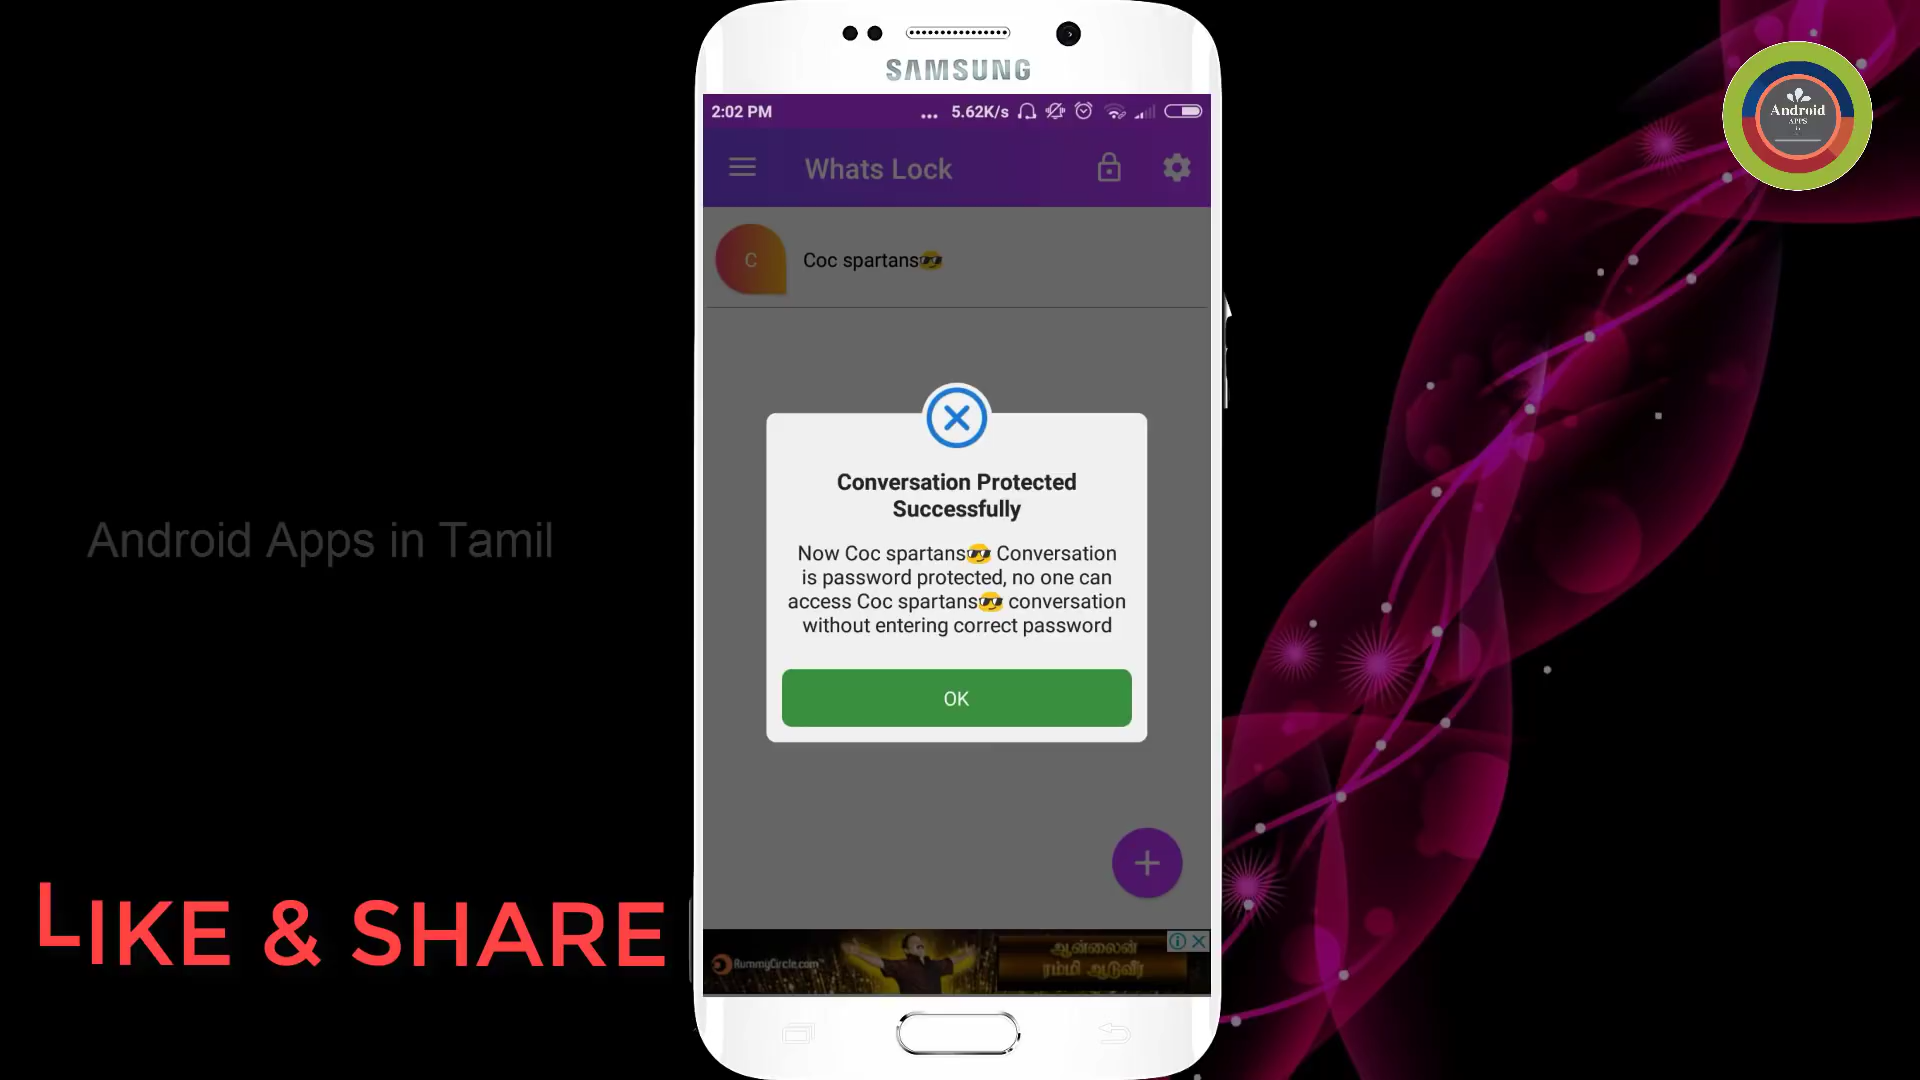 SAMSUNG
2:02 PM
... 5.62K/s
Whats Lock
C
Coc spartans😎
Conversation Protected
Successfully
Now Coc spartans😎 Conversation
is password protected, no one can
access Coc spartans😎 conversation
without entering correct password
OK
Android Apps in Tamil
LIKE & SHARE
RummyCircle.com
ஆன்லைன்
ரம்மி ஆடுவீர்
Android
APPS